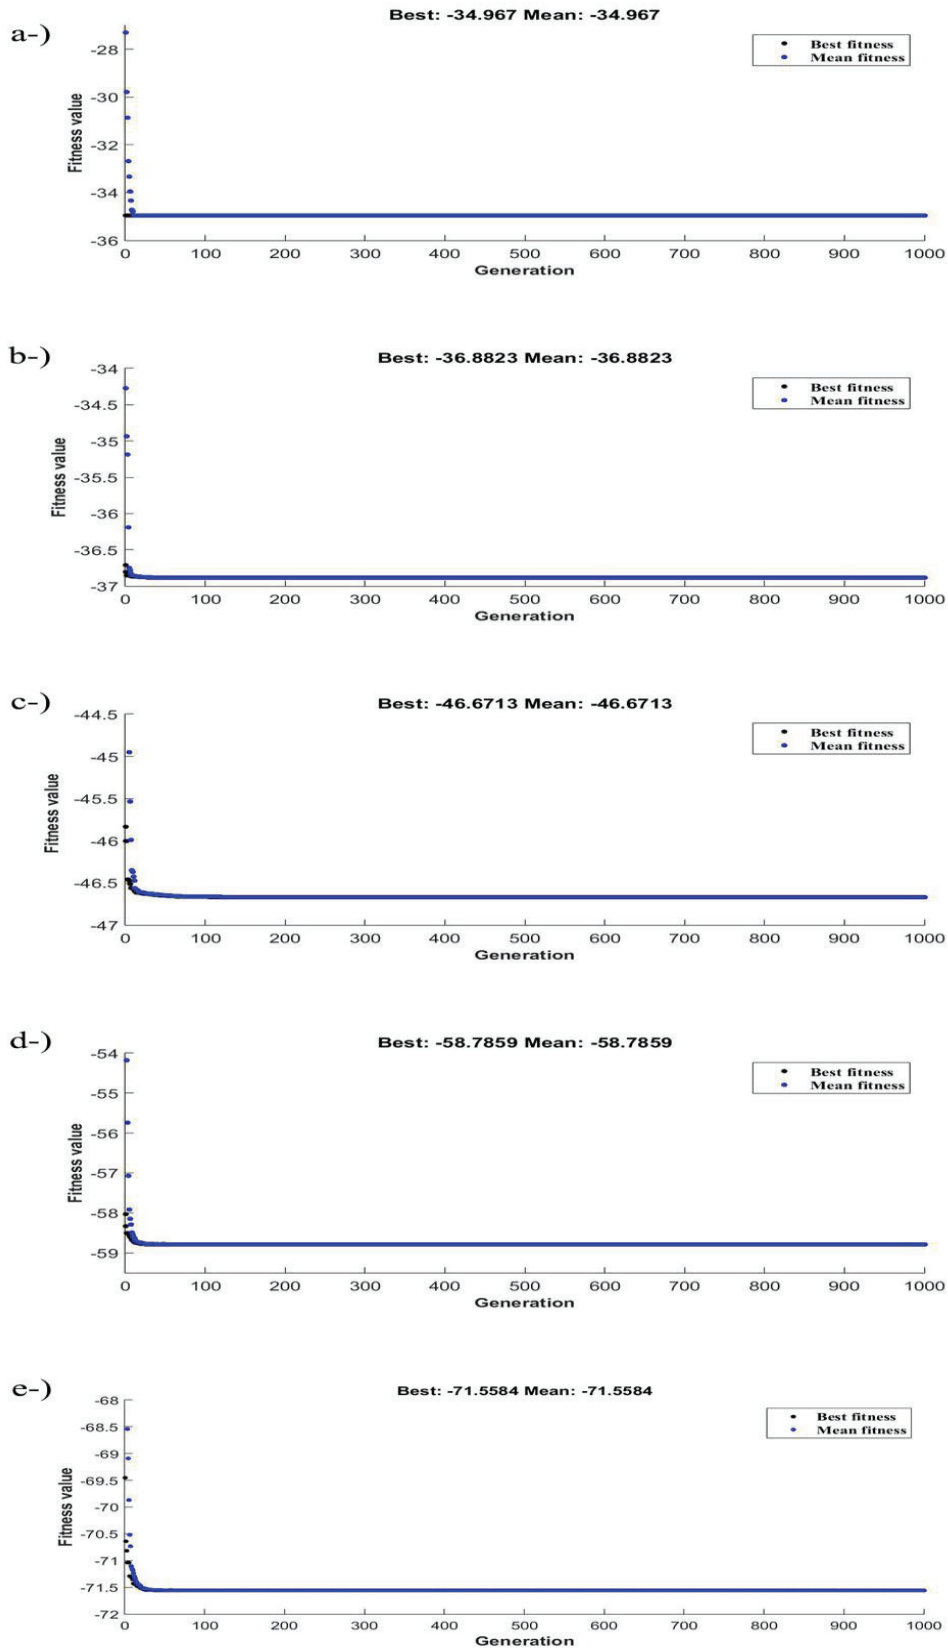 a-)
Best: -34.967 Mean: -34.967
Best fitness
Mean fitness
Fitness value
-28
-30
-32
-34
-36
0 100 200 300 400 500 600 700 800 900 1000
Generation
b-)
Best: -36.8823 Mean: -36.8823
Best fitness
Mean fitness
Fitness value
-34
-34.5
-35
-35.5
-36
-36.5
-37
0 100 200 300 400 500 600 700 800 900 1000
Generation
c-)
Best: -46.6713 Mean: -46.6713
Best fitness
Mean fitness
Fitness value
-44.5
-45
-45.5
-46
-46.5
-47
0 100 200 300 400 500 600 700 800 900 1000
Generation
d-)
Best: -58.7859 Mean: -58.7859
Best fitness
Mean fitness
Fitness value
-54
-55
-56
-57
-58
-59
0 100 200 300 400 500 600 700 800 900 1000
Generation
e-)
Best: -71.5584 Mean: -71.5584
Best fitness
Mean fitness
Fitness value
-68
-68.5
-69
-69.5
-70
-70.5
-71
-71.5
-72
0 100 200 300 400 500 600 700 800 900 1000
Generation